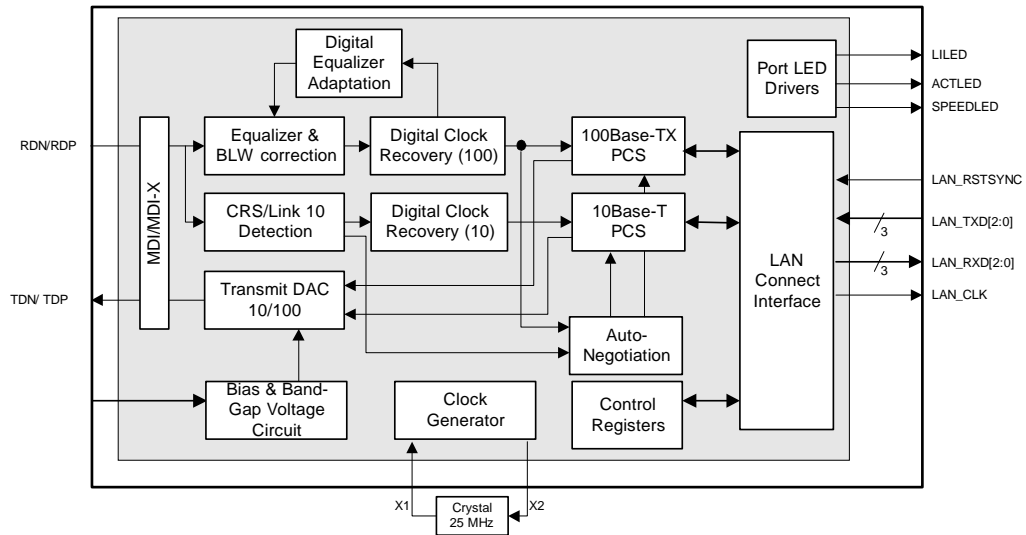 Digital
Equalizer
Adaptation
Port LED
Drivers
LILED
ACTLED
SPEEDLED
RDN/RDP
MDI/MDI-X
Equalizer &
BLW correction
Digital Clock
Recovery (100)
100Base-TX
PCS
CRS/Link 10
Detection
Digital Clock
Recovery (10)
10Base-T
PCS
LAN
Connect
Interface
LAN_RSTSYNC
LAN_TXD[2:0]
3
LAN_RXD[2:0]
3
LAN_CLK
TDN/ TDP
Transmit DAC
10/100
Auto-
Negotiation
Bias & Band-
Gap Voltage
Circuit
Clock
Generator
Control
Registers
X1
Crystal
25 MHz
X2